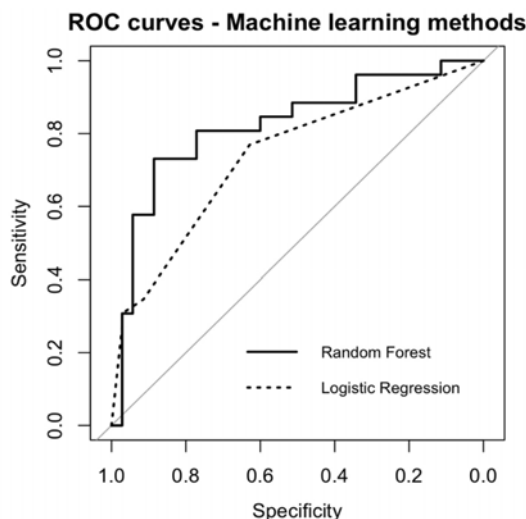 ROC curves - Machine learning methods
Sensitivity
1.0
0.8
0.6
0.4
0.2
0.0
Random Forest
Logistic Regression
1.0 0.8 0.6 0.4 0.2 0.0
Specificity